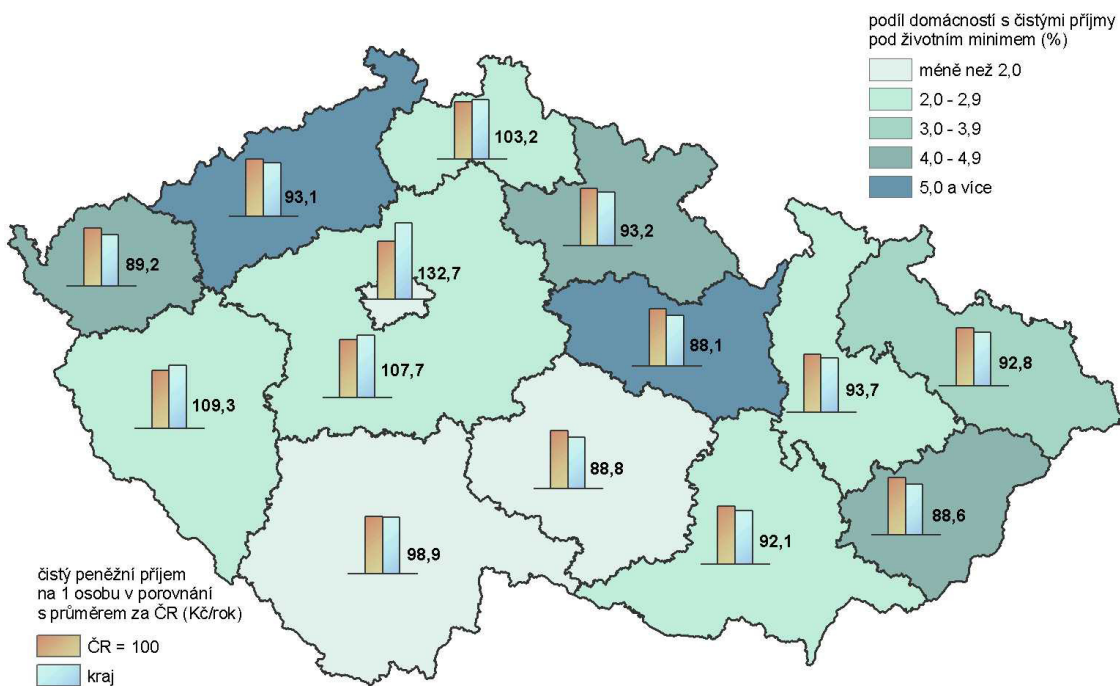 podíl domácností s čistými příjmy
pod životním minimem (%)
méně než 2,0
2,0 - 2,9
3,0 - 3,9
4,0 - 4,9
5,0 a více
103,2
93,1
93,2
89,2
132,7
88,1
107,7
92,8
93,7
109,3
88,8
88,6
92,1
98,9
čistý peněžní příjem
na 1 osobu v porovnání
s průměrem za ČR (Kč/rok)
ČR = 100
kraj